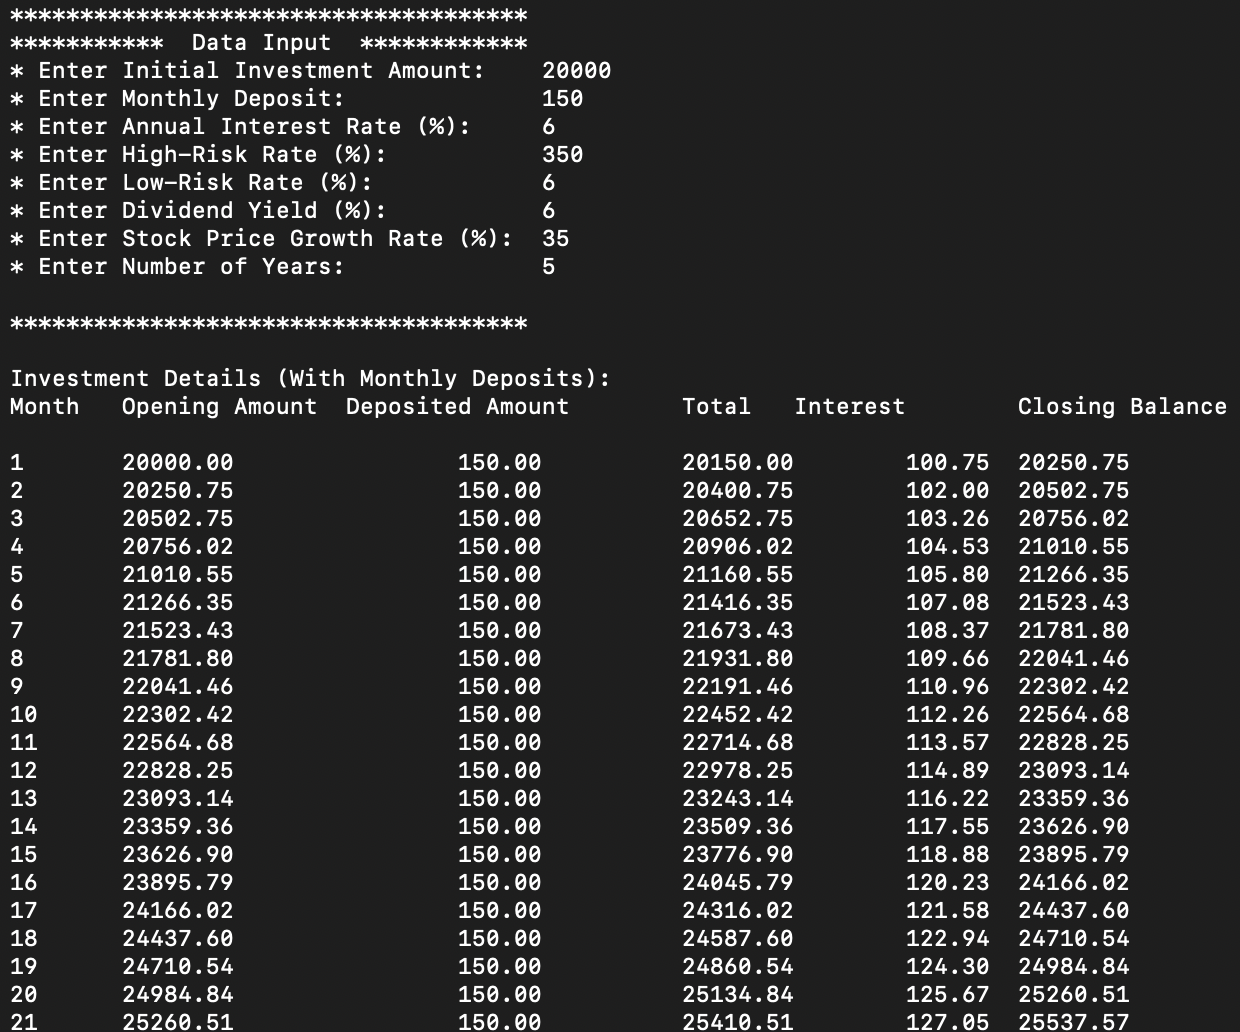 *************************************
***********  Data Input  ************
* Enter Initial Investment Amount:    20000
* Enter Monthly Deposit:              150
* Enter Annual Interest Rate (%):     6
* Enter High-Risk Rate (%):           350
* Enter Low-Risk Rate (%):            6
* Enter Dividend Yield (%):           6
* Enter Stock Price Growth Rate (%):  35
* Enter Number of Years:              5
*************************************
Investment Details (With Monthly Deposits):
Month   Opening Amount  Deposited Amount        Total   Interest        Closing Balance
1       20000.00                150.00          20150.00        100.75  20250.75
2       20250.75                150.00          20400.75        102.00  20502.75
3       20502.75                150.00          20652.75        103.26  20756.02
4       20756.02                150.00          20906.02        104.53  21010.55
5       21010.55                150.00          21160.55        105.80  21266.35
6       21266.35                150.00          21416.35        107.08  21523.43
7       21523.43                150.00          21673.43        108.37  21781.80
8       21781.80                150.00          21931.80        109.66  22041.46
9       22041.46                150.00          22191.46        110.96  22302.42
10      22302.42                150.00          22452.42        112.26  22564.68
11      22564.68                150.00          22714.68        113.57  22828.25
12      22828.25                150.00          22978.25        114.89  23093.14
13      23093.14                150.00          23243.14        116.22  23359.36
14      23359.36                150.00          23509.36        117.55  23626.90
15      23626.90                150.00          23776.90        118.88  23895.79
16      23895.79                150.00          24045.79        120.23  24166.02
17      24166.02                150.00          24316.02        121.58  24437.60
18      24437.60                150.00          24587.60        122.94  24710.54
19      24710.54                150.00          24860.54        124.30  24984.84
20      24984.84                150.00          25134.84        125.67  25260.51
21      25260.51                150.00          25410.51        127.05  25537.57